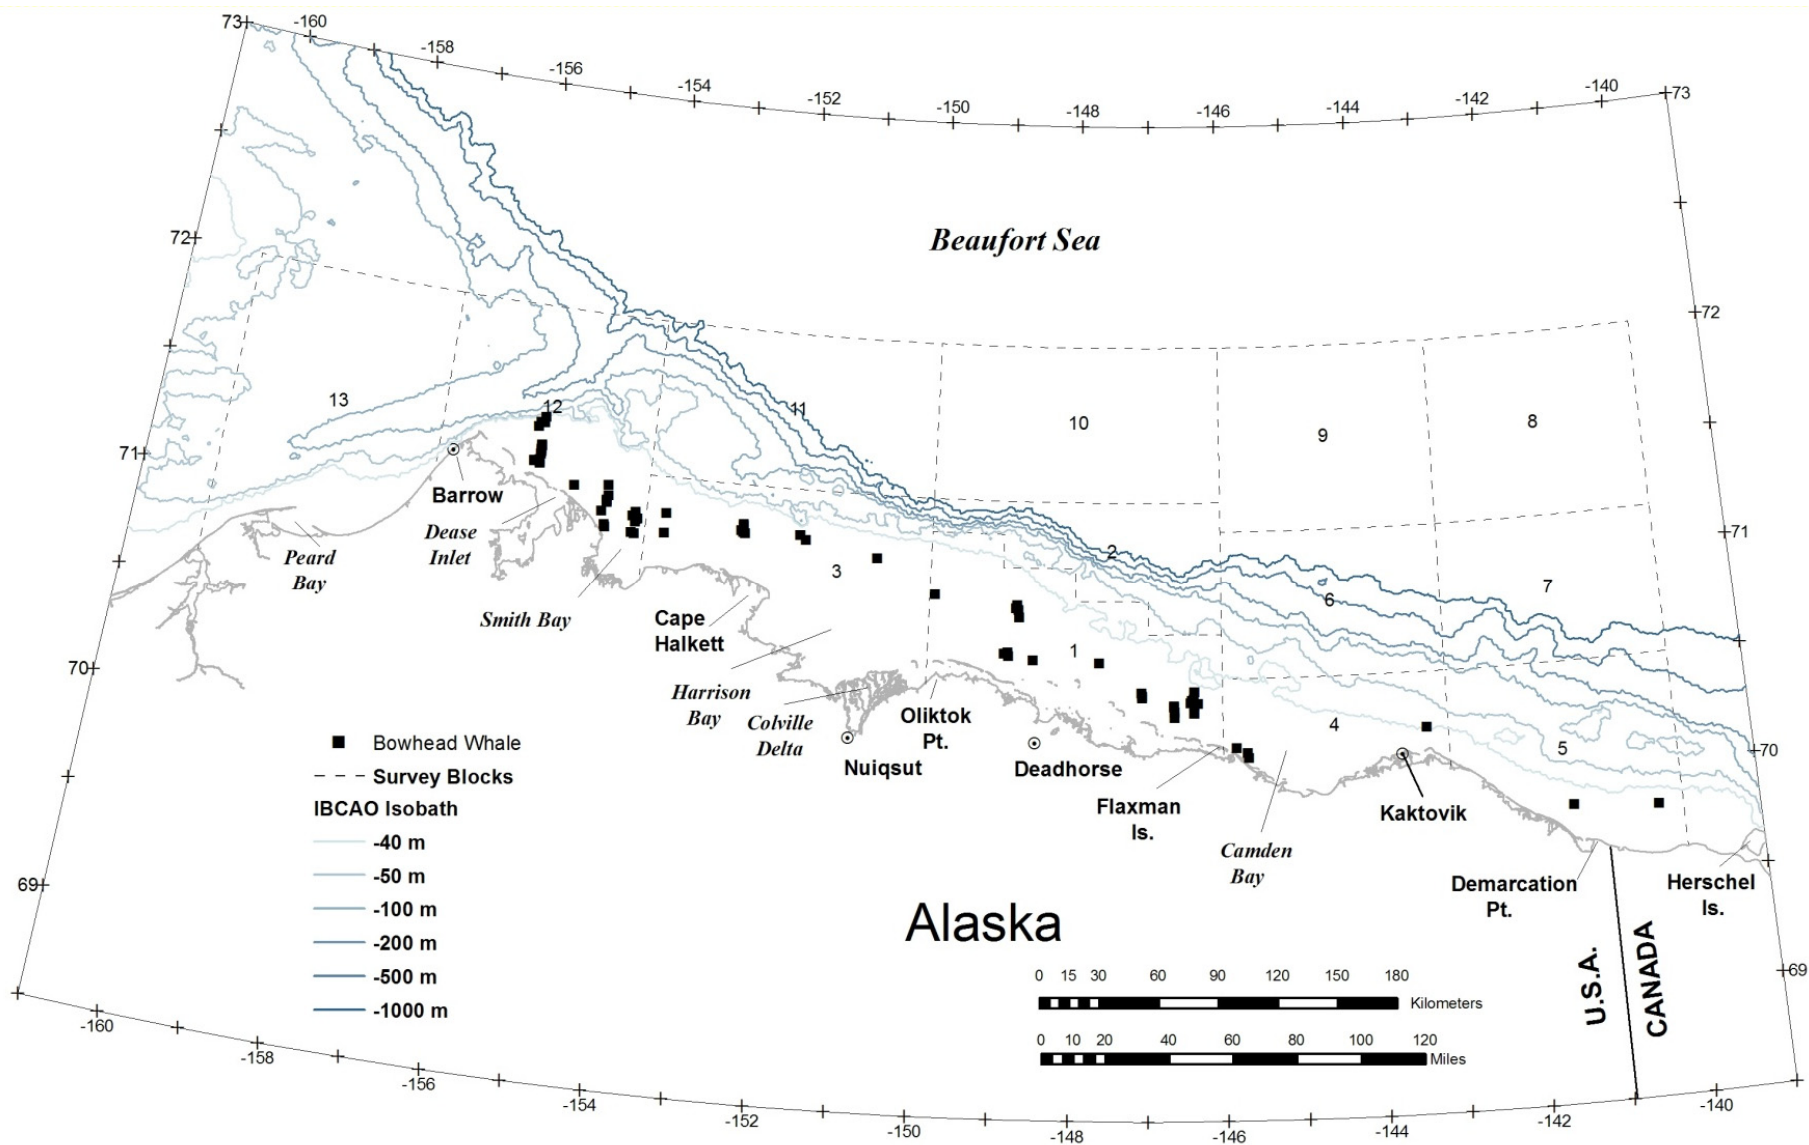 73
-160
-158
-156
-154
-152
-150
-148
-146
-144
-142
-140
73
72
Beaufort Sea
72
13
12
11
10
9
8
71
Barrow
Dease
Inlet
Peard
Bay
71
2
3
6
7
Smith Bay
Cape
Halkett
1
70
Harrison
Bay
Colville
Delta
Oliktok
Pt.
4
5
70
Nuiqsut
Deadhorse
Flaxman
Is.
Kaktovik
Camden
Bay
Demarcation
Pt.
Herschel
Is.
Bowhead Whale
Survey Blocks
IBCAO Isobath
-40 m
-50 m
-100 m
-200 m
-500 m
-1000 m
69
Alaska
U.S.A.
CANADA
69
0 15 30 60 90 120 150 180
Kilometers
0 10 20 40 60 80 100 120
Miles
-160
-158
-156
-154
-152
-150
-148
-146
-144
-142
-140